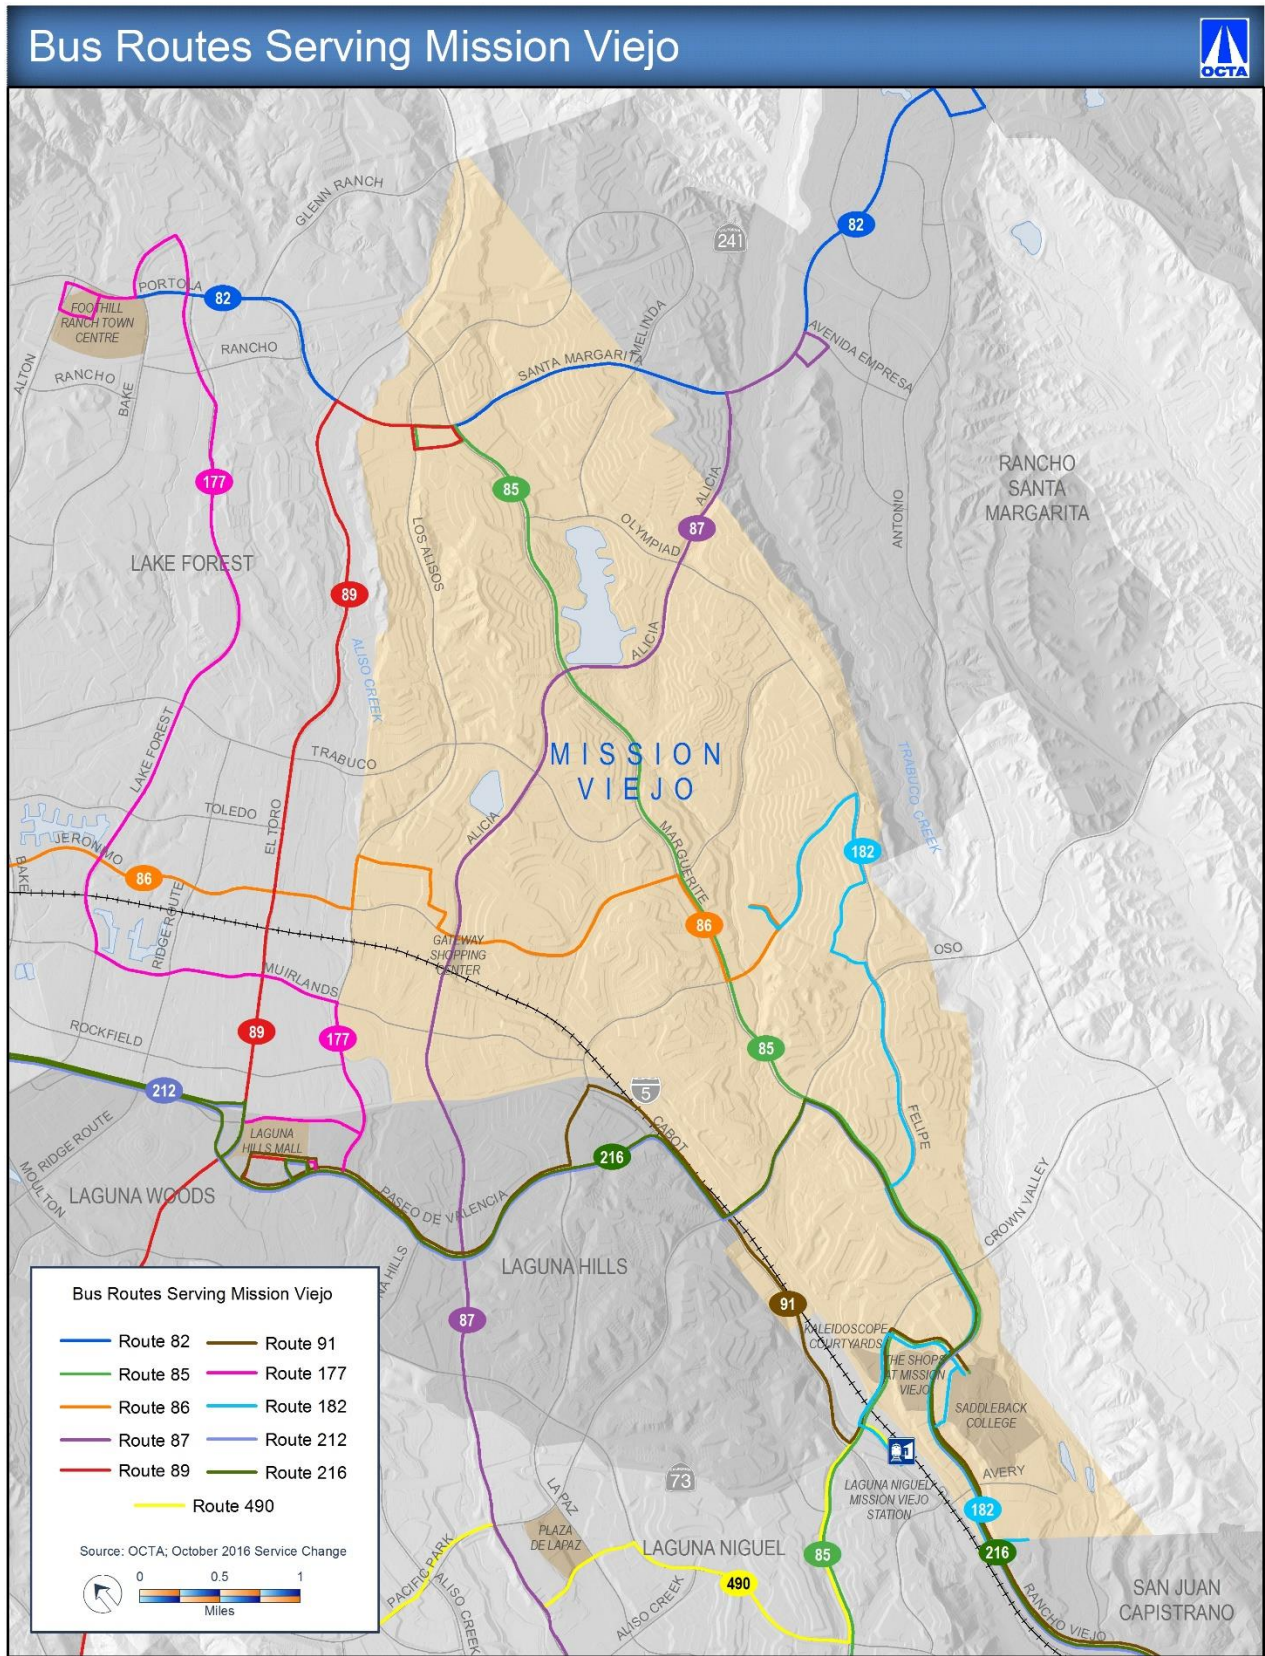 Bus Routes Serving Mission Viejo
OCTA
GLENN RANCH
241
82
PORTOLA
82
FOOTHILL
RANCH TOWN
CENTRE
RANCHO
MELINDA
AVENIDA EMPRESA
SANTA MARGARITA
ALTON
RANCHO
BAKE
RANCHO
SANTA
MARGARITA
177
85
ALICIA
ANTONIO
LOS ALISOS
OLYMPIAD
87
LAKE FOREST
89
ALICIA
ALISO CREEK
LAKE FOREST
TRABUCO
MISSION
VIEJO
TRABUCO CREEK
TOLEDO
EL TORO
ALICIA
MARGUERITE
182
JERONIMO
BAKE
86
RIDGE ROUTE
86
GATEWAY
SHOPPING
CENTER
OSO
MUIRLANDS
ROCKFIELD
89
177
85
212
5
CABOT
FELIPE
RIDGE ROUTE
LAGUNA
HILLS MALL
216
MOULTON
LAGUNA WOODS
PASEO DE VALENCIA
CROWN VALLEY
NA HILLS
LAGUNA HILLS
91
87
KALEIDOSCOPE
COURTYARDS
THE SHOPS
AT MISSION
VIEJO
SADDLEBACK
COLLEGE
Bus Routes Serving Mission Viejo
Route 82
Route 91
Route 85
Route 177
Route 86
Route 182
Route 87
Route 212
Route 89
Route 216
Route 490
Source: OCTA; October 2016 Service Change
0 0.5 1
Miles
73
LAGUNA NIGUEL/
MISSION VIEJO
STATION
AVERY
182
LA PAZ
PLAZA
DE LAPAZ
LAGUNA NIGUEL
85
216
PACIFIC PARK
ALISO CREEK
ALISO CREEK
490
RANCHO VIEJO
SAN JUAN
CAPISTRANO